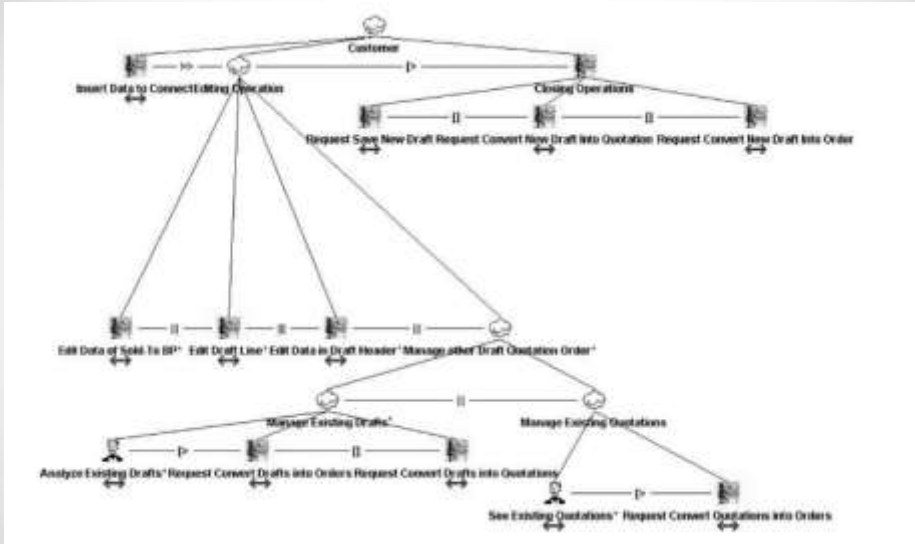 Customer
Insert Data to Connect Editing Operation Closing Operations
Request Save New Draft Request Convert New Draft Into Quotation Request Convert New Draft Into Order
Edit Data of Sold-To BP* Edit Draft Line* Edit Data in Draft Header* Manage other Draft Quotation Order*
Manage Existing Drafts* Manage Existing Quotations
Analyze Existing Drafts* Request Convert Drafts into Orders Request Convert Drafts into Quotations
See Existing Quotations* Request Convert Quotations into Orders